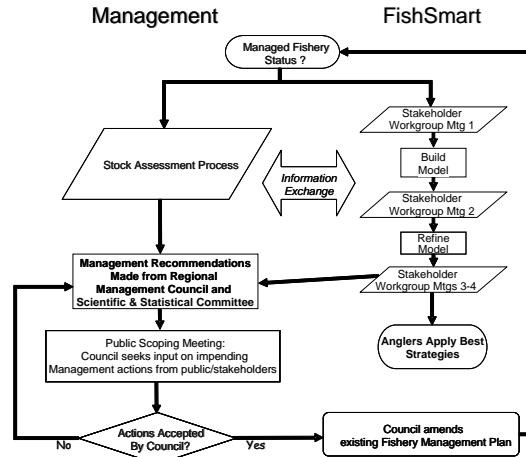 Management
FishSmart
Managed Fishery
Status ?
Stakeholder
Workgroup Mtg 1
Build
Model
Stock Assessment Process
Information
Exchange
Stakeholder
Workgroup Mtg 2
Refine
Model
Management Recommendations
Made from Regional
Management Council and
Scientific & Statistical Committee
Stakeholder
Workgroup Mtgs 3-4
Public Scoping Meeting:
Council seeks input on impending
Management actions from public/stakeholders
Anglers Apply Best
Strategies
Actions Accepted
By Council?
No
Yes
Council amends
existing Fishery Management Plan